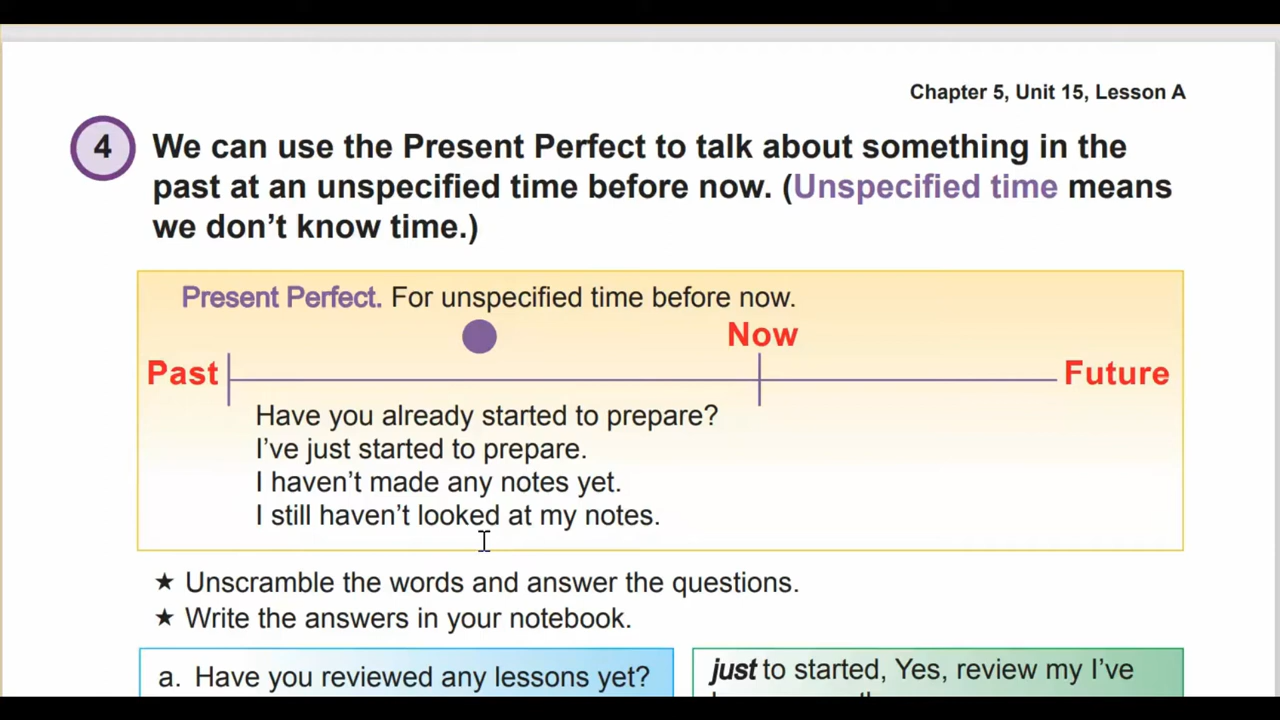 Chapter 5, Unit 15, Lesson A
4
We can use the Present Perfect to talk about something in the
past at an unspecified time before now. (Unspecified time means
we don't know time.)
Present Perfect. For unspecified time before now.
Now
Past
Future
Have you already started to prepare?
I've just started to prepare.
I haven't made any notes yet.
I still haven't looked at my notes.
★ Unscramble the words and answer the questions.
★ Write the answers in your notebook.
a. Have you reviewed any lessons yet?
just to started, Yes, review my I've